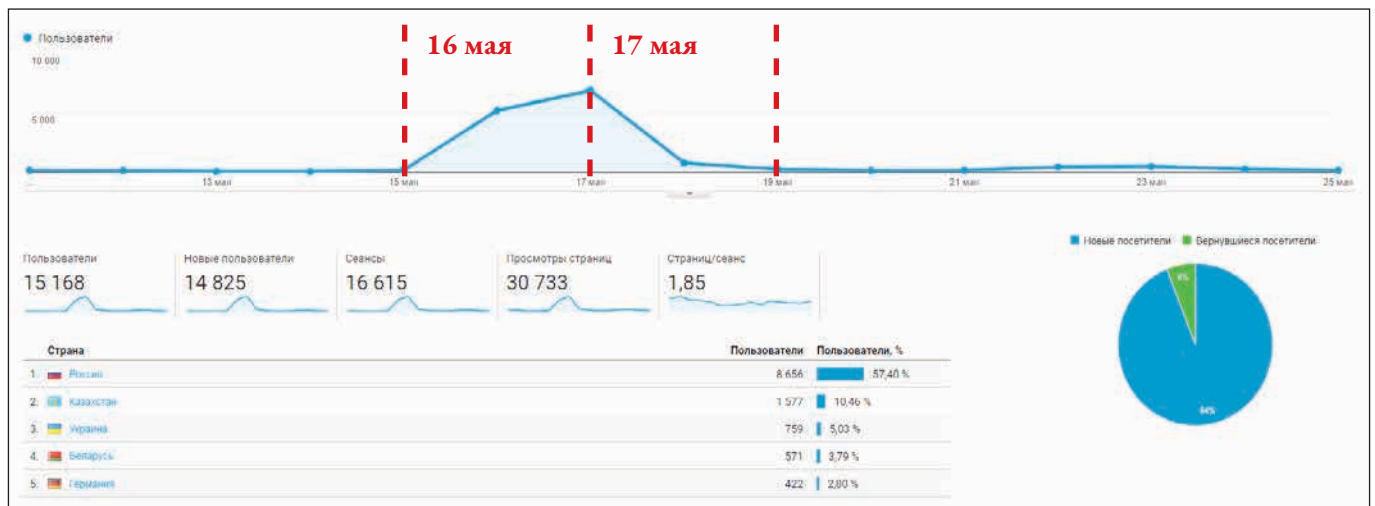 Пользователи
16 мая 17 мая
10 000
5 000
13 мая 15 мая 17 мая 19 мая 21 мая 23 мая 25 мая
Новые посетители Вернувшиеся посетители
Пользователи Новые пользователи Сеансы Просмотры страниц Страниц/сеанс
15 168 14 825 16 615 30 733 1,85
6%
Страна Пользователи Пользователи, %
1. Россия 8 656 57,40 %
2. Казахстан 1 577 10,46 %
3. Украина 759 5,03 %
94%
4. Беларусь 571 3,79 %
5. Германия 422 2,80 %